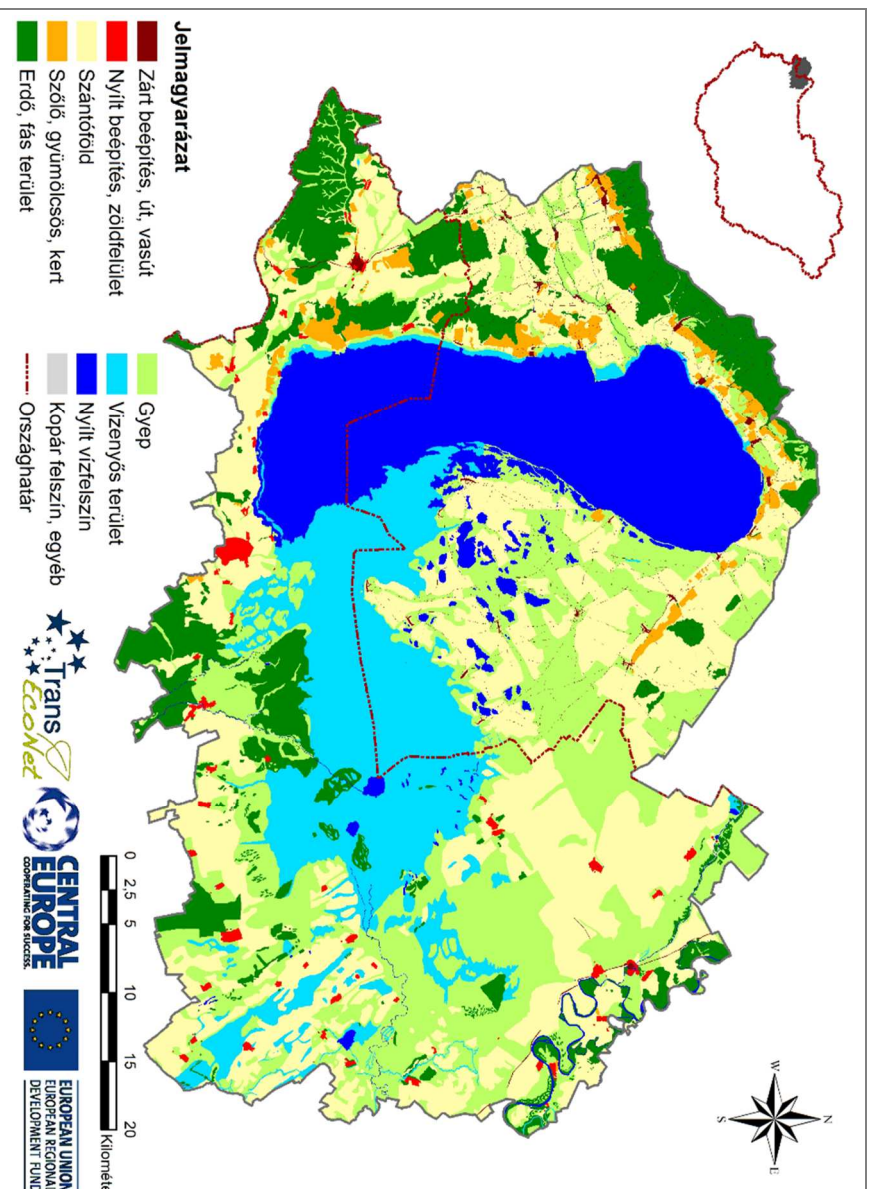 N
W
E
S
Jelmagyarázat
Zárt beépítés, út, vasút
Nyílt beépítés, zöldfelület
Szántóföld
Szőlő, gyümölcsös, kert
Erdő, fás terület
Gyep
Vizenyős terület
Nyílt vízfelszín
Kopár felszín, egyéb
Országhatár
Trans
EcoNet
CENTRAL
EUROPE
COOPERATING FOR SUCCESS.
EUROPEAN UNION
EUROPEAN REGIONAL
DEVELOPMENT FUND
0 2,5 5 10 15 20